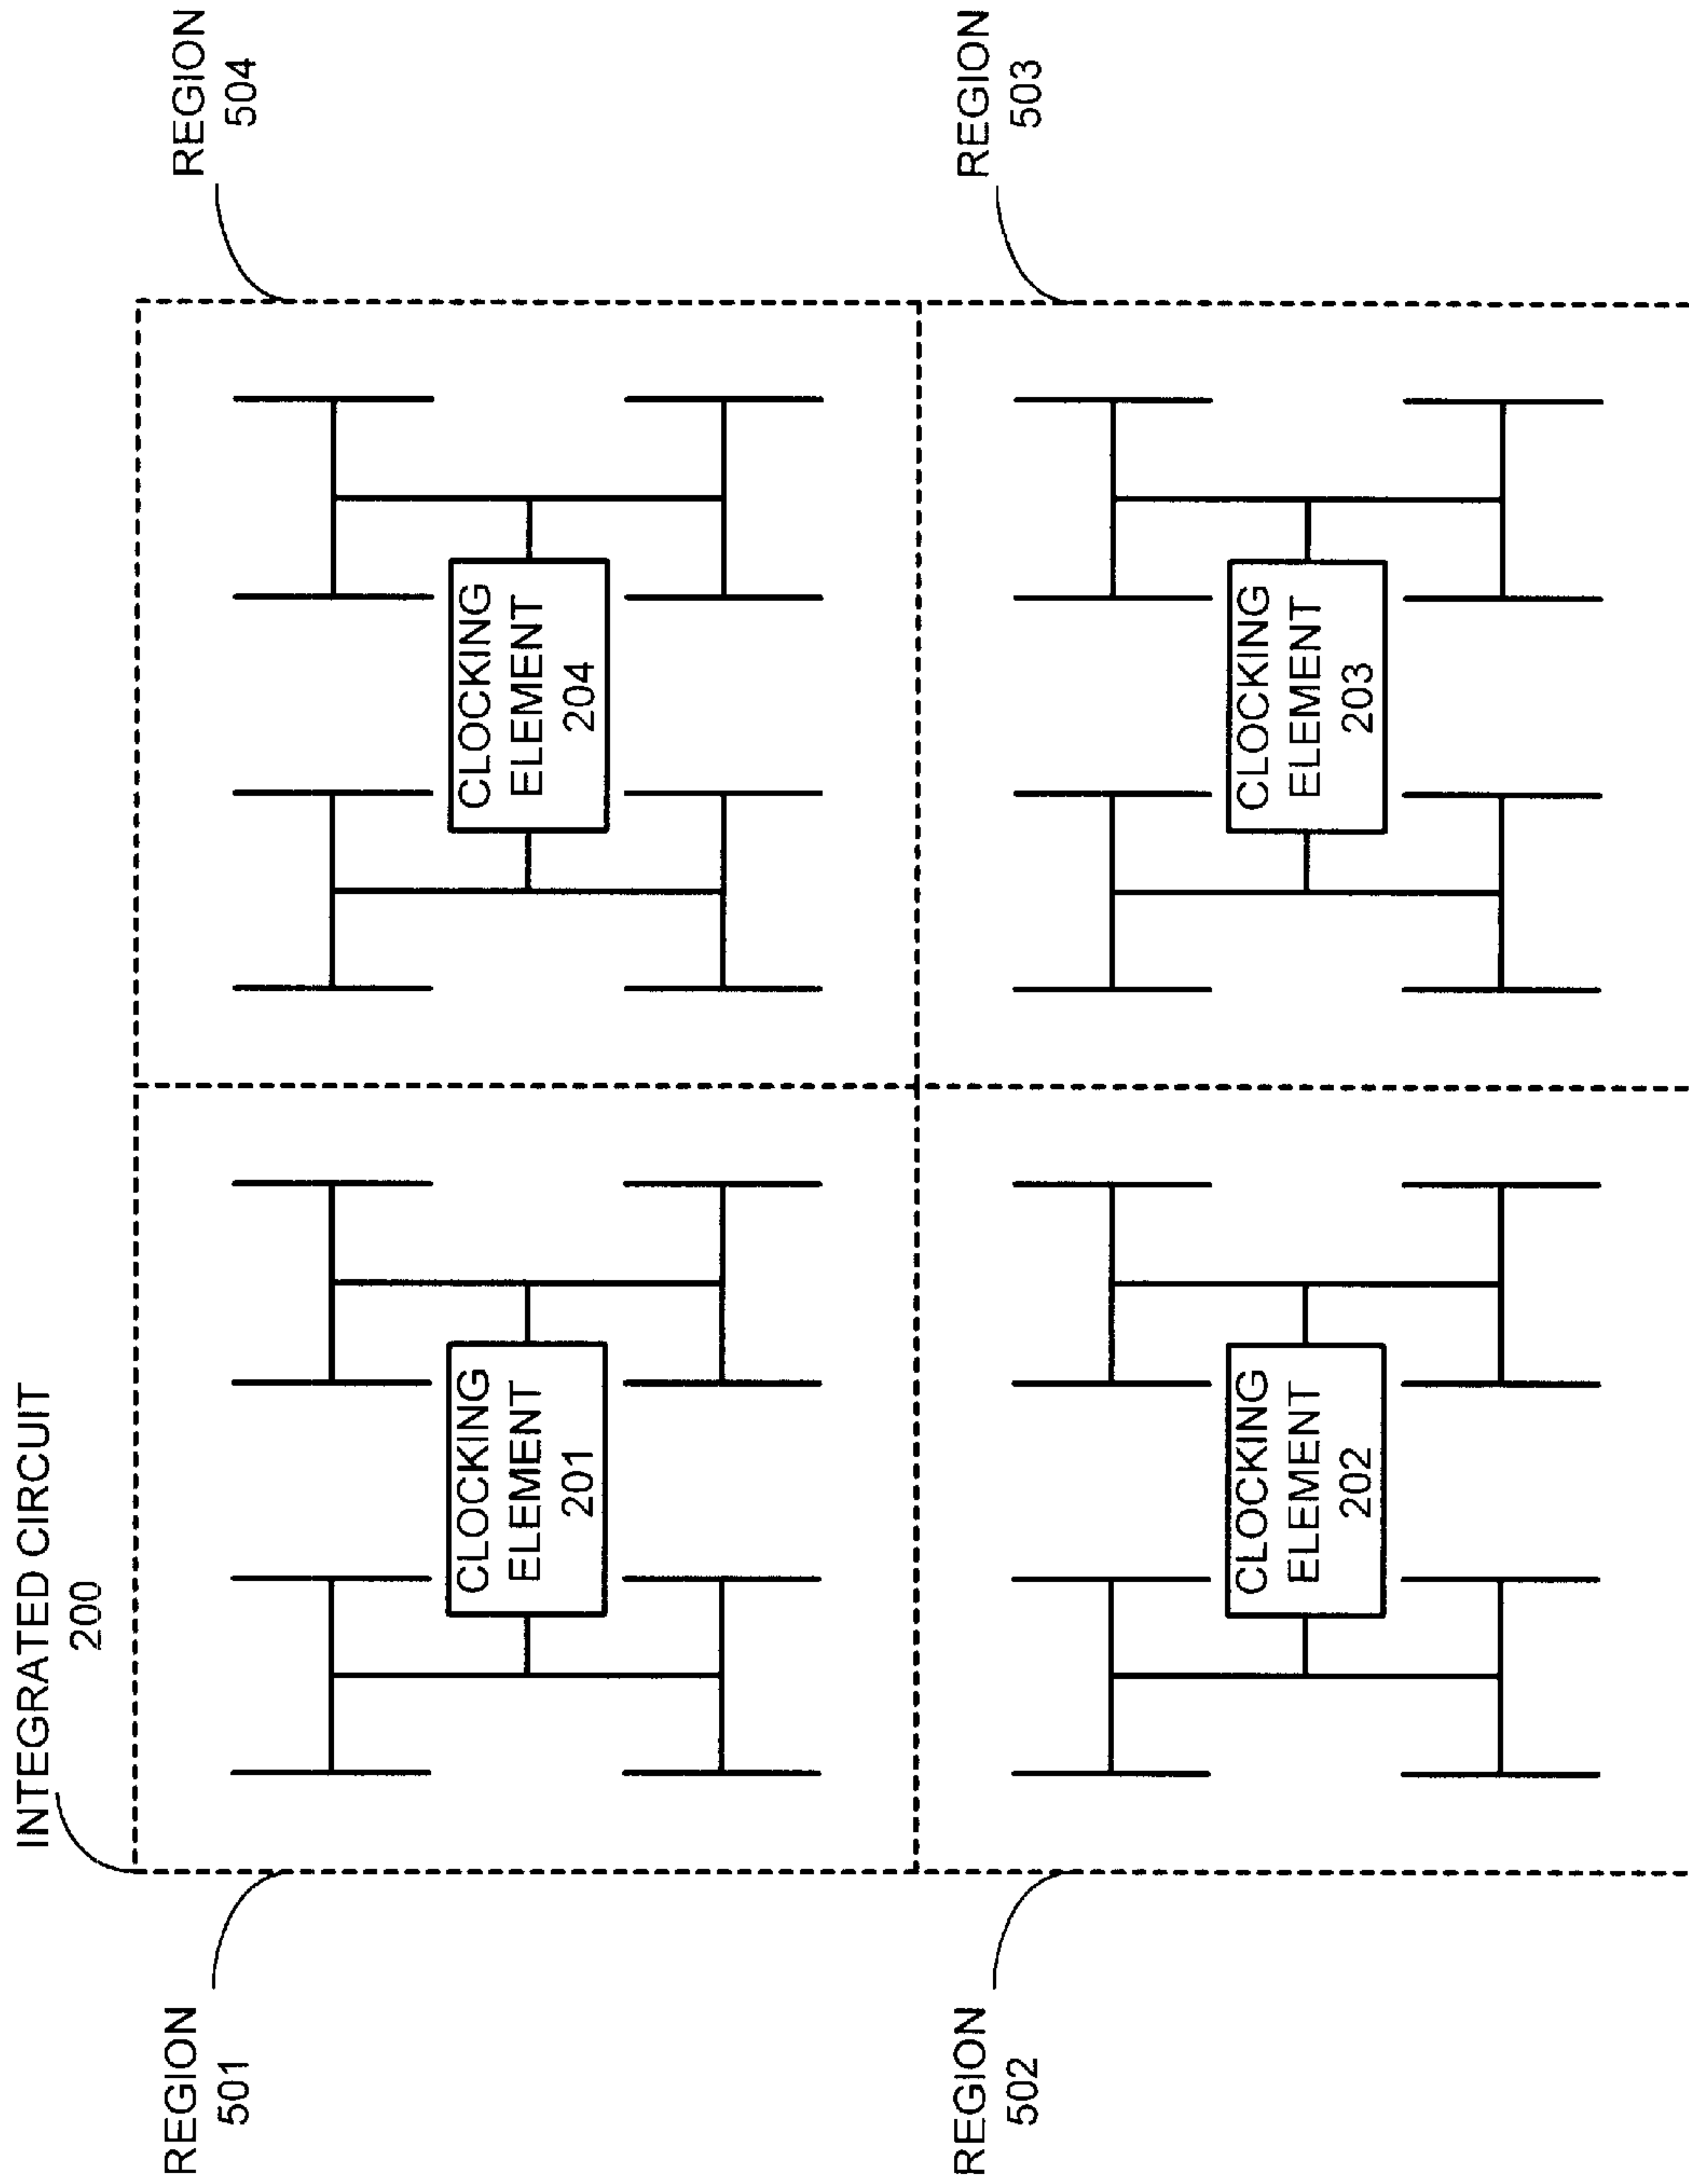 INTEGRATED CIRCUIT
200
REGION
501
REGION
504
CLOCKING
ELEMENT
201
CLOCKING
ELEMENT
204
REGION
502
REGION
503
CLOCKING
ELEMENT
202
CLOCKING
ELEMENT
203